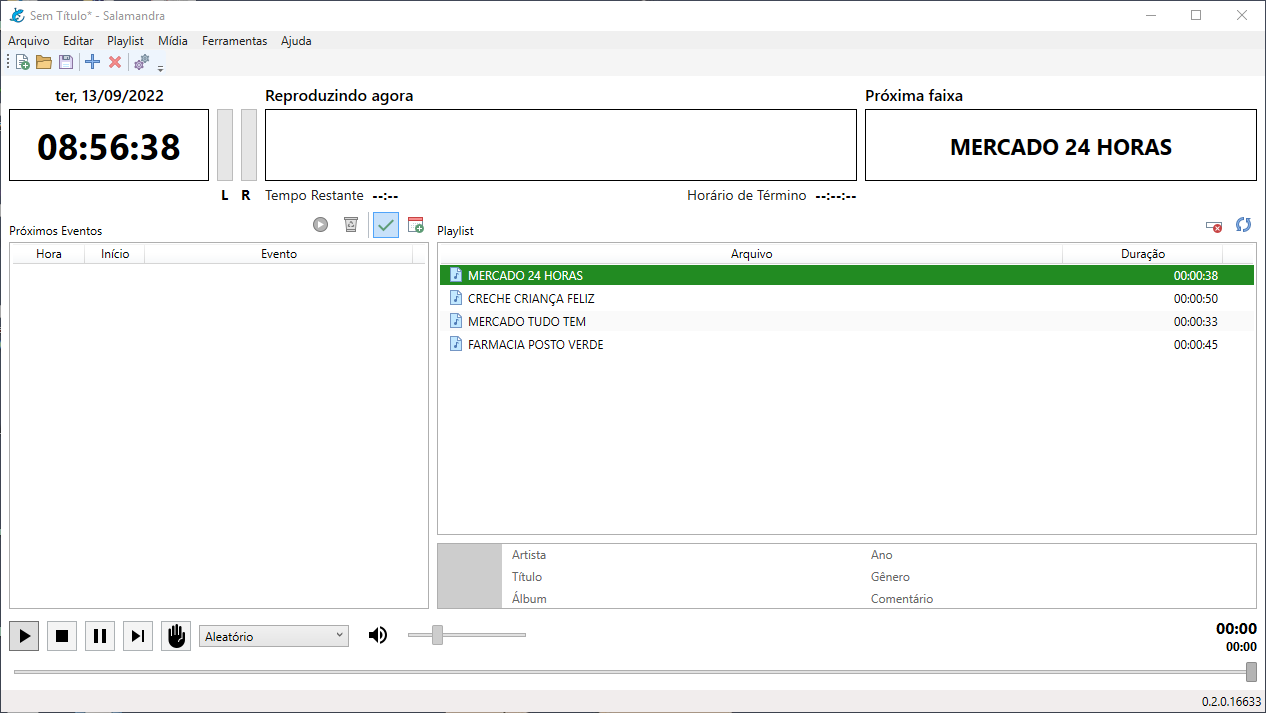 Sem Título* - Salamandra
Arquivo Editar Playlist Mídia Ferramentas Ajuda
ter, 13/09/2022
Reproduzindo agora
Próxima faixa
08:56:38
MERCADO 24 HORAS
L R
Tempo Restante --:--
Horário de Término --:--:--
Próximos Eventos
Playlist
Hora Início Evento
Arquivo Duração
MERCADO 24 HORAS 00:00:38
CRECHE CRIANÇA FELIZ 00:00:50
MERCADO TUDO TEM 00:00:33
FARMACIA POSTO VERDE 00:00:45
Artista Ano
Título Gênero
Álbum Comentário
Aleatório
00:00
00:00
0.2.0.16633